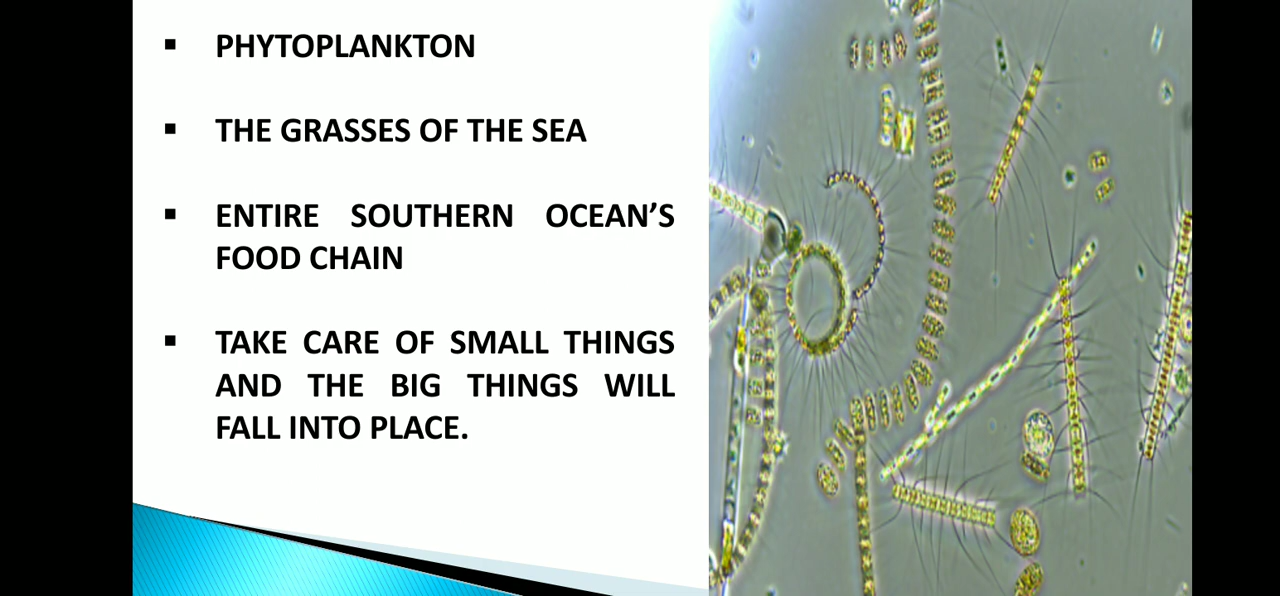 ▪ PHYTOPLANKTON
▪ THE GRASSES OF THE SEA
▪ ENTIRE SOUTHERN OCEAN’S
FOOD CHAIN
▪ TAKE CARE OF SMALL THINGS
AND THE BIG THINGS WILL
FALL INTO PLACE.